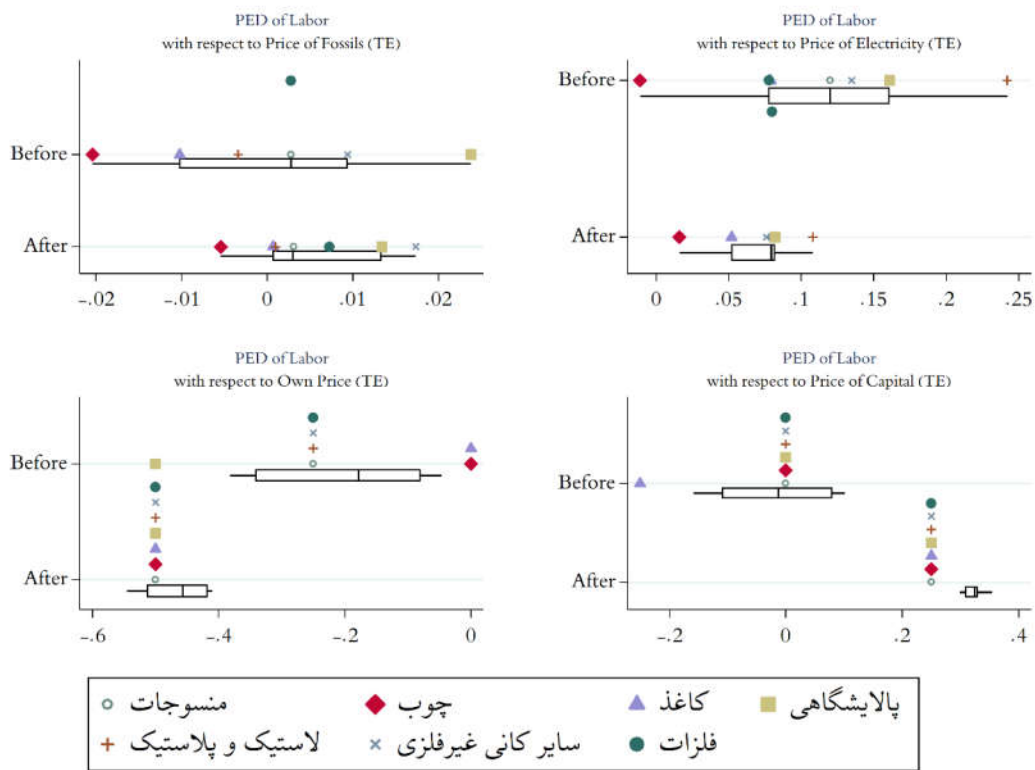 PED of Labor
with respect to Price of Fossils (TE)
Before
After
-.02 -.01 0 .01 .02
PED of Labor
with respect to Price of Electricity (TE)
Before
After
0 .05 .1 .15 .2 .25
PED of Labor
with respect to Own Price (TE)
Before
After
-.6 -.4 -.2 0
PED of Labor
with respect to Price of Capital (TE)
Before
After
-.2 0 .2 .4
منسوجات چوب کاغذ پالایشگاهی
لاستیک و پلاستیک سایر کانی غیرفلزی فلزات